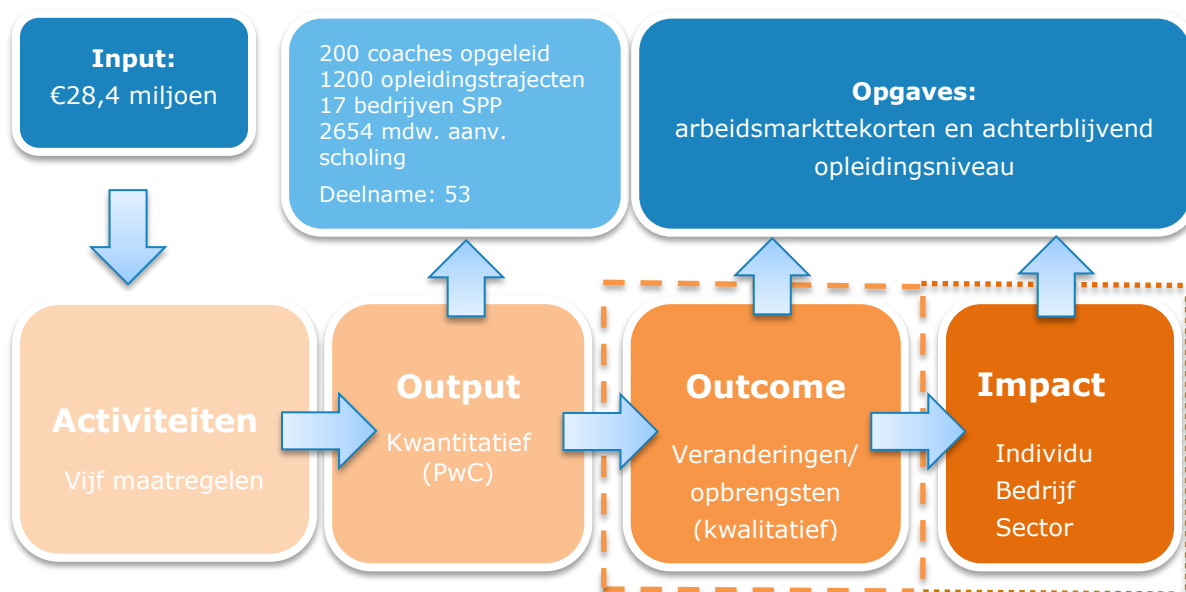 Input:
€28,4 miljoen
200 coaches opgeleid
1200 opleidingstrajecten
17 bedrijven SPP
2654 mdw. aanv.
scholing
Deelname: 53
Opgaves:
arbeidsmarkttekorten en achterblijvend
opleidingsniveau
Activiteiten
Vijf maatregelen
Output
Kwantitatief
(PwC)
Outcome
Veranderingen/
opbrengsten
(kwalitatief)
Impact
Individu
Bedrijf
Sector